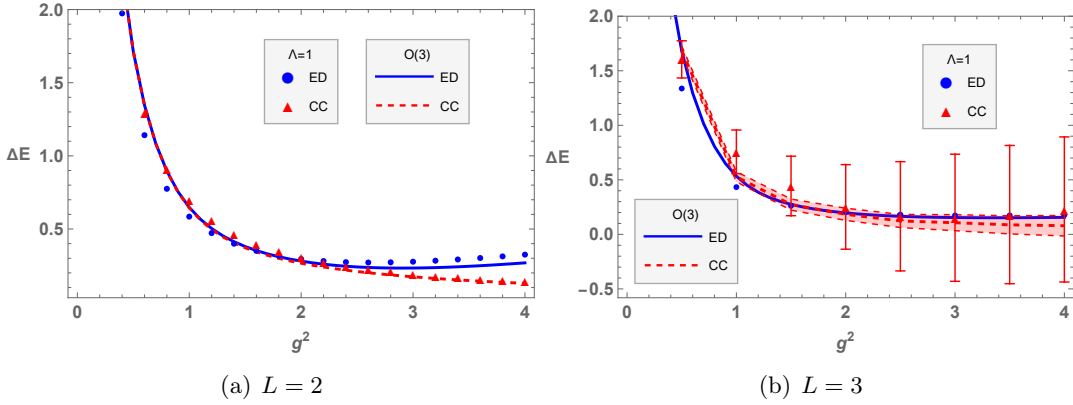 2.0
1.5
1.0
0.5
ΔE
0
1
2
3
4
g²
Λ=1
ED
CC
O(3)
ED
CC
(a) L = 2
2.0
1.5
1.0
0.5
0.0
−0.5
ΔE
0
1
2
3
4
g²
Λ=1
ED
CC
O(3)
ED
CC
(b) L = 3